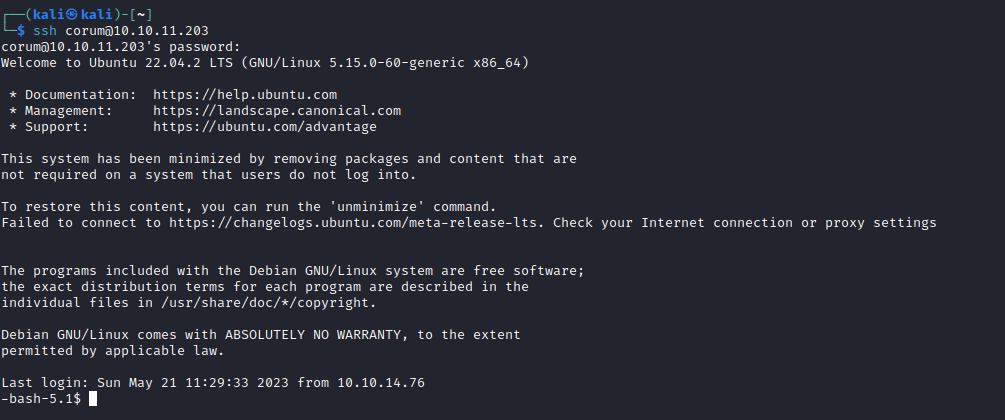 ┌──(kali㉿kali)-[~]
└─$ ssh corum@10.10.11.203
corum@10.10.11.203's password:
Welcome to Ubuntu 22.04.2 LTS (GNU/Linux 5.15.0-60-generic x86_64)
* Documentation:  https://help.ubuntu.com
* Management:     https://landscape.canonical.com
* Support:        https://ubuntu.com/advantage
This system has been minimized by removing packages and content that are
not required on a system that users do not log into.
To restore this content, you can run the 'unminimize' command.
Failed to connect to https://changelogs.ubuntu.com/meta-release-lts. Check your Internet connection or proxy settings
The programs included with the Debian GNU/Linux system are free software;
the exact distribution terms for each program are described in the
individual files in /usr/share/doc/*/copyright.
Debian GNU/Linux comes with ABSOLUTELY NO WARRANTY, to the extent
permitted by applicable law.
Last login: Sun May 21 11:29:33 2023 from 10.10.14.76
-bash-5.1$